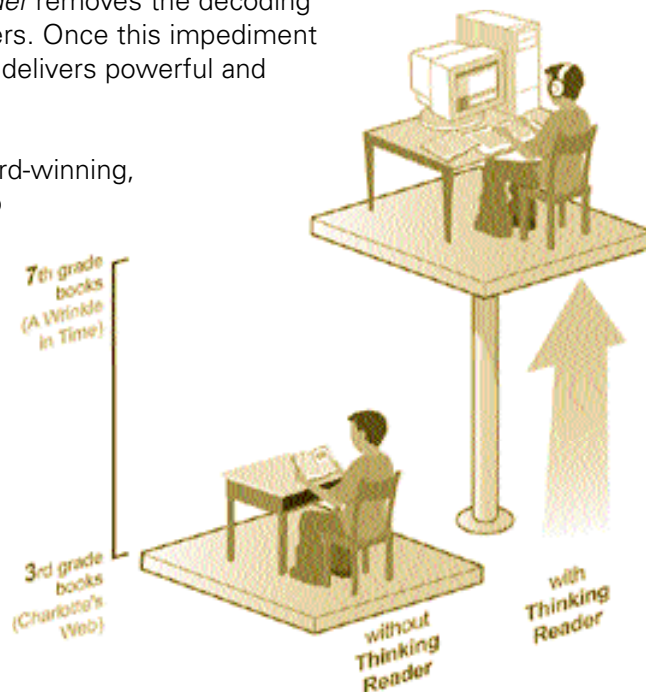 der removes the decoding
ers. Once this impediment
delivers powerful and
rd-winning,
7th grade
books
(A Wrinkle
in Time)
3rd grade
books
(Charlotte's
Web)
without
Thinking
Reader
with
Thinking
Reader